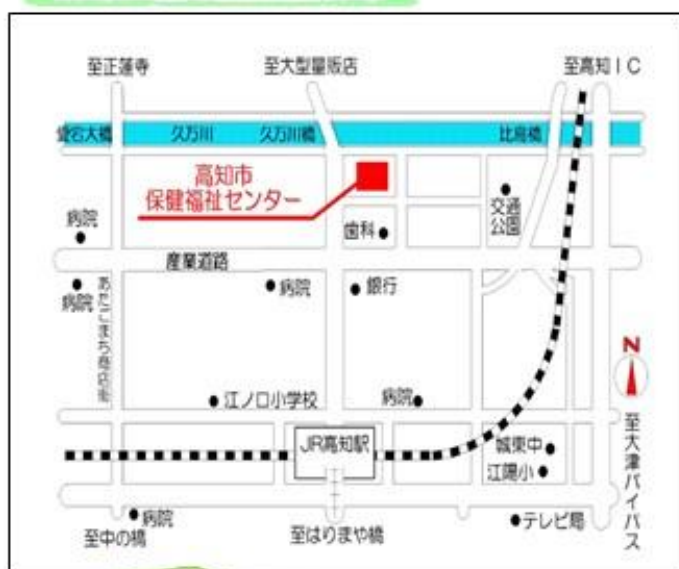 至正蓮寺
至大型量販店
至高知IC
愛宕大橋
久万川
久万川橋
比島橋
高知市
保健福祉センター
交通
公園
病院
歯科
産業道路
病院
病院
銀行
あたごまち商店街
江ノ口小学校
病院
N
JR高知駅
城東中
江陽小
至大津バイパス
病院
テレビ局
至中の橋
至はりまや橋